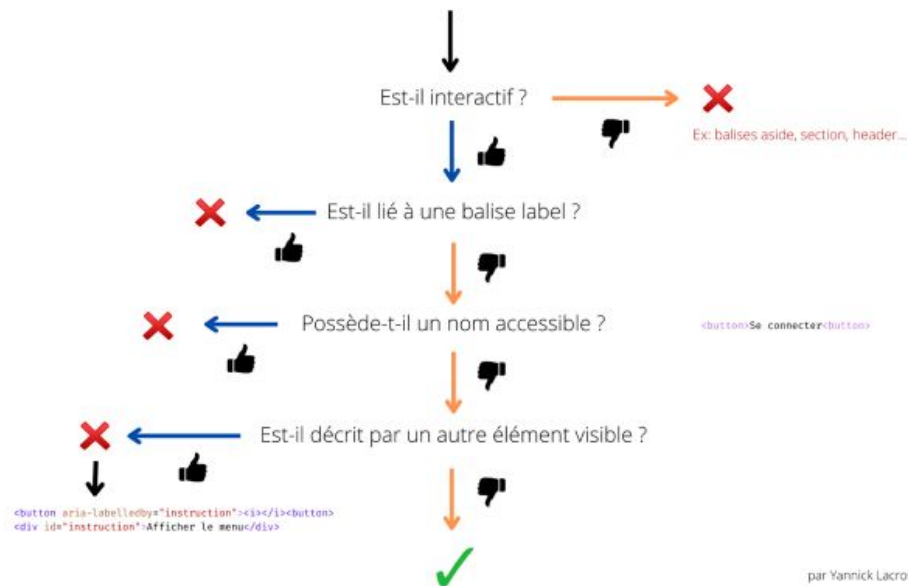 Est-il interactif ?
Ex: balises aside, section, header...
Est-il lié à une balise label ?
Possède-t-il un nom accessible ?
<button>Se connecter<button>
Est-il décrit par un autre élément visible ?
<button aria-labelledby="instruction"><i></i><button>
<div id="instruction">Afficher le menu</div>
par Yannick Lacro